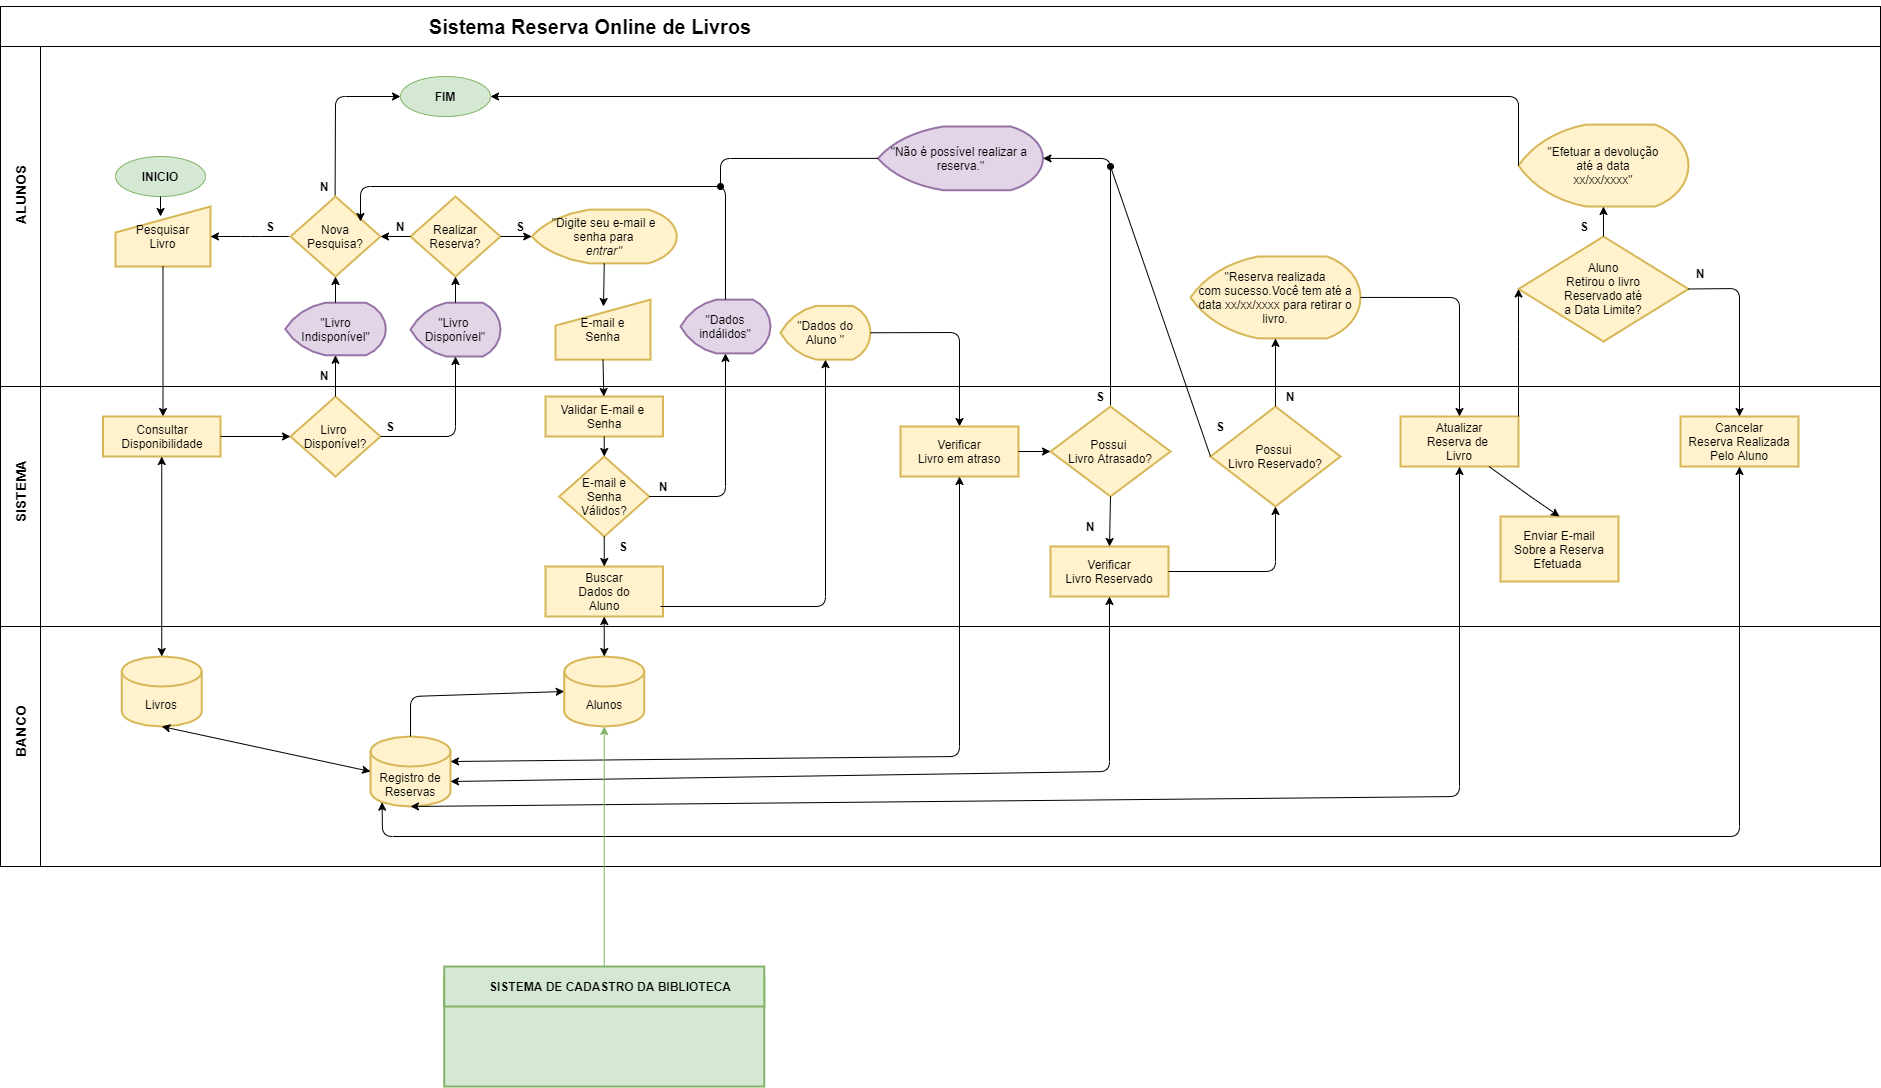 Sistema Reserva Online de Livros
ALUNOS
FIM
INICIO
Pesquisar
Livro
S
N
Nova
Pesquisa?
N
Realizar
Reserva?
S
"Digite seu e-mail e
senha para
entrar"
"Não é possível realizar a
reserva."
"Efetuar a devolução
até a data
xx/xx/xxxx"
S
Aluno
Retirou o livro
Reservado até
a Data Limite?
N
"Livro
Indisponível"
"Livro
Disponível"
E-mail e
Senha
"Dados
indálidos"
"Dados do
Aluno "
"Reserva realizada
com sucesso.Você tem até a
data xx/xx/xxxx para retirar o
livro.
N
SISTEMA
Consultar
Disponibilidade
Livro
Disponível?
S
Validar E-mail e
Senha
E-mail e
Senha
Válidos?
N
S
Buscar
Dados do
Aluno
Verificar
Livro em atraso
S
Possui
Livro Atrasado?
N
Verificar
Livro Reservado
S
N
Possui
Livro Reservado?
Atualizar
Reserva de
Livro
Enviar E-mail
Sobre a Reserva
Efetuada
Cancelar
Reserva Realizada
Pelo Aluno
BANCO
Livros
Alunos
Registro de
Reservas
SISTEMA DE CADASTRO DA BIBLIOTECA